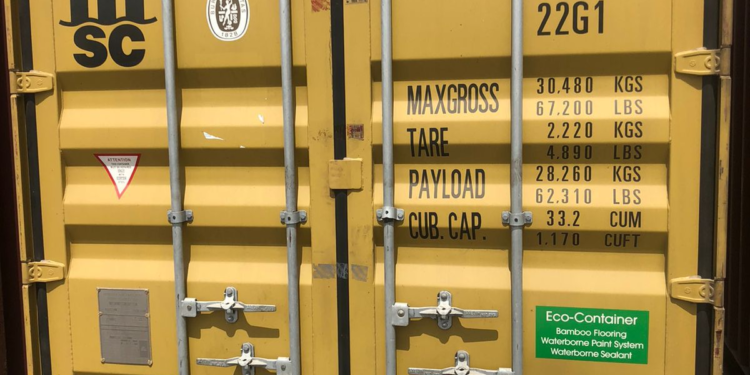 SC
1828
22G1
MAXGROSS 30.480 KGS
67.200 LBS
TARE 2.220 KGS
4.890 LBS
PAYLOAD 28.260 KGS
62.310 LBS
CUB. CAP. 33.2 CUM
1.170 CUFT
ATTENTION
Eco-Container
Bamboo Flooring
Waterborne Paint System
Waterborne Sealant